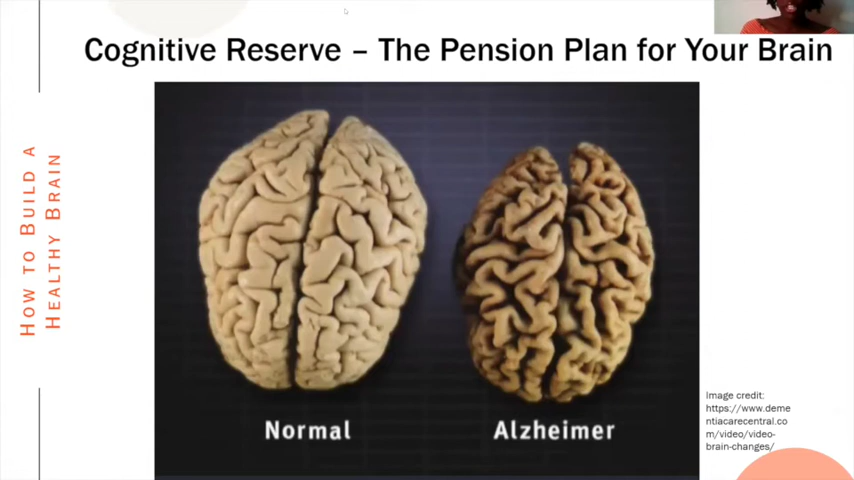 Cognitive Reserve – The Pension Plan for Your Brain
How to Build a
Healthy Brain
Normal
Alzheimer
Image credit:
https://www.deme
ntiacarecentral.co
m/video/video-
brain-changes/